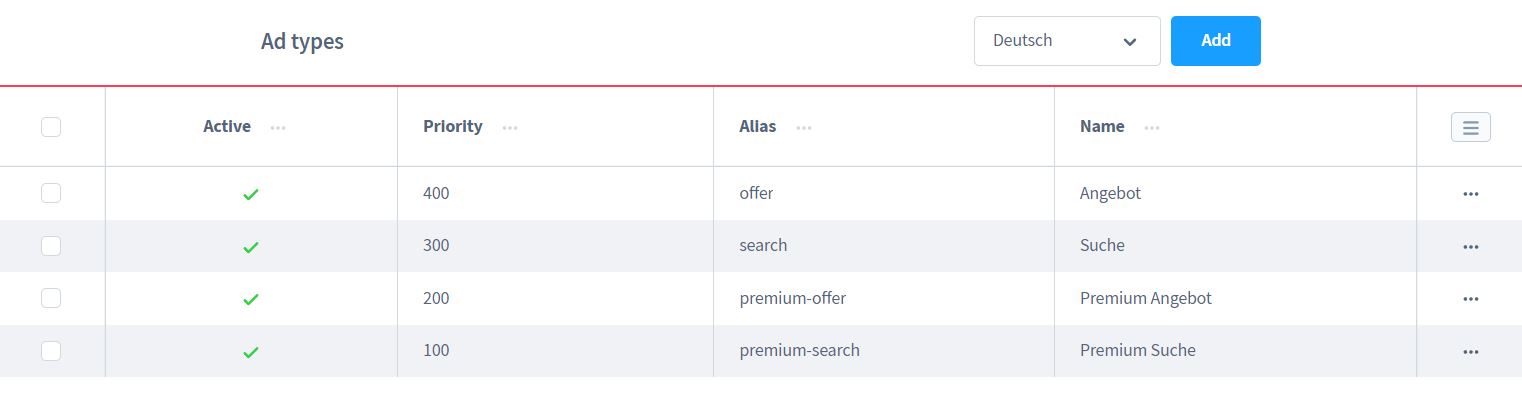 Ad types Deutsch Add
Active Priority Alias Name
400 offer Angebot
300 search Suche
200 premium-offer Premium Angebot
100 premium-search Premium Suche